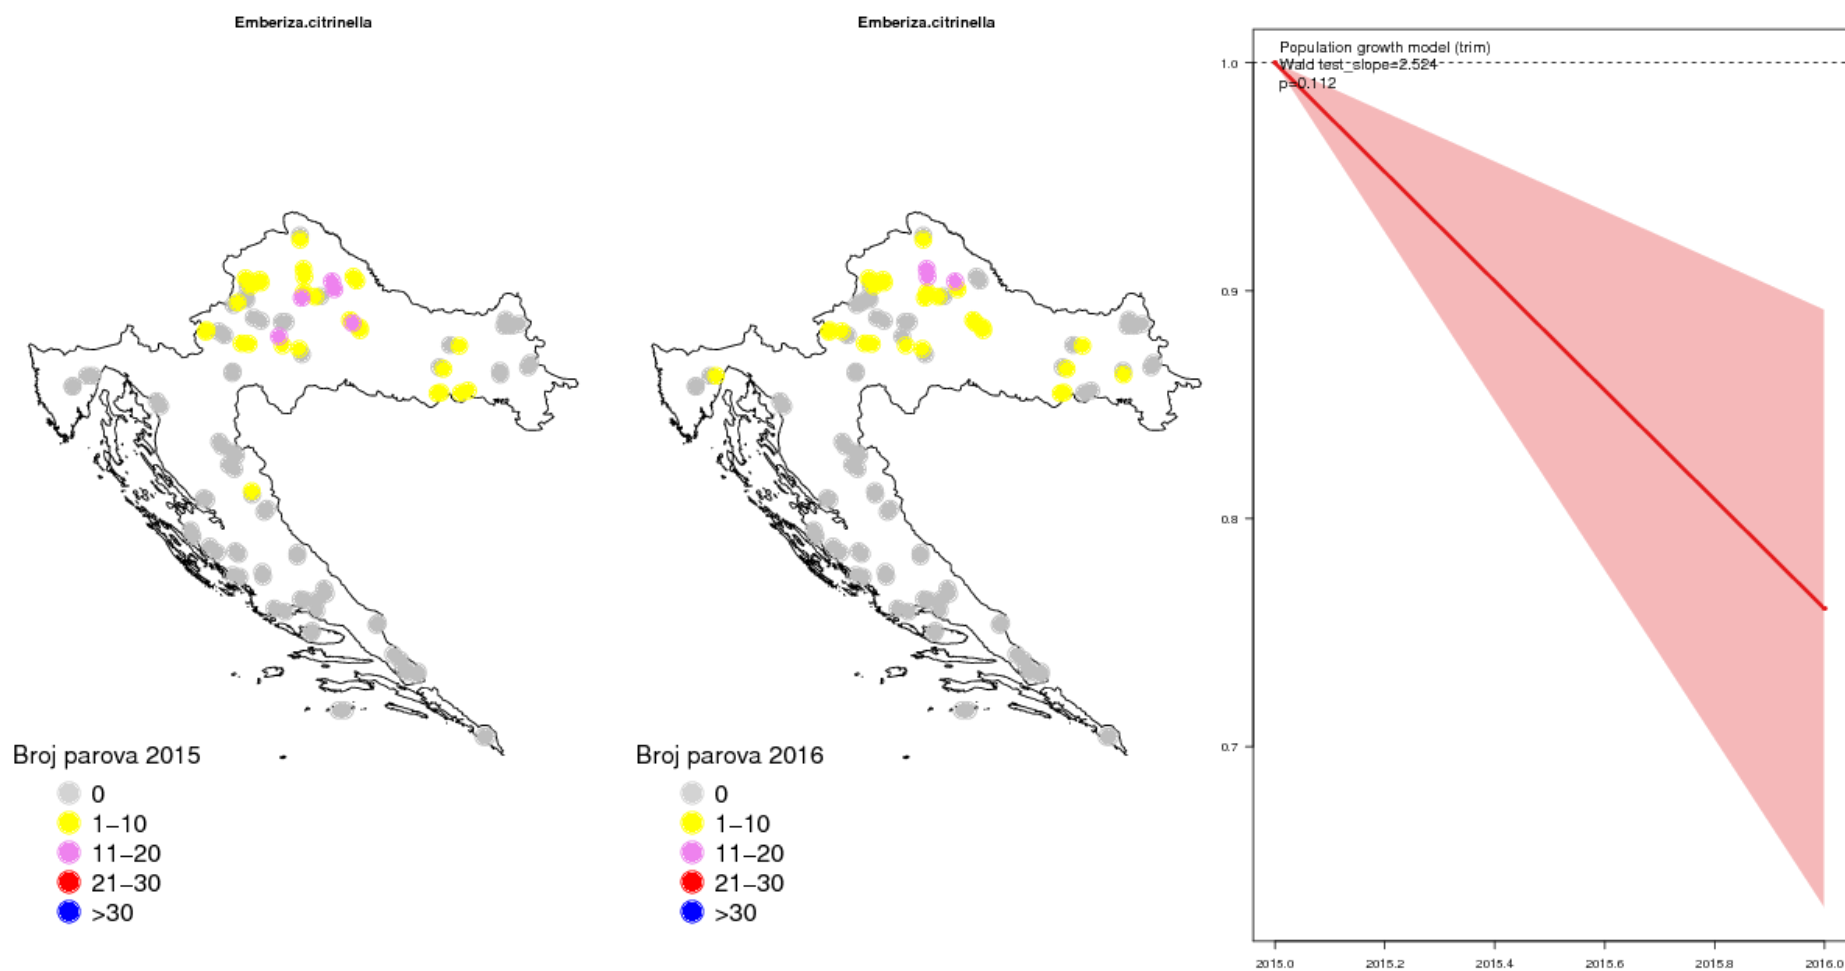 Emberiza.citrinella
Broj parova 2015
0
1–10
11–20
21–30
>30
Emberiza.citrinella
Broj parova 2016
0
1–10
11–20
21–30
>30
Population growth model (trim)
Wald test_slope=2.524
p=0.112
1.0
0.9
0.8
0.7
2015.0 2015.2 2015.4 2015.6 2015.8 2016.0